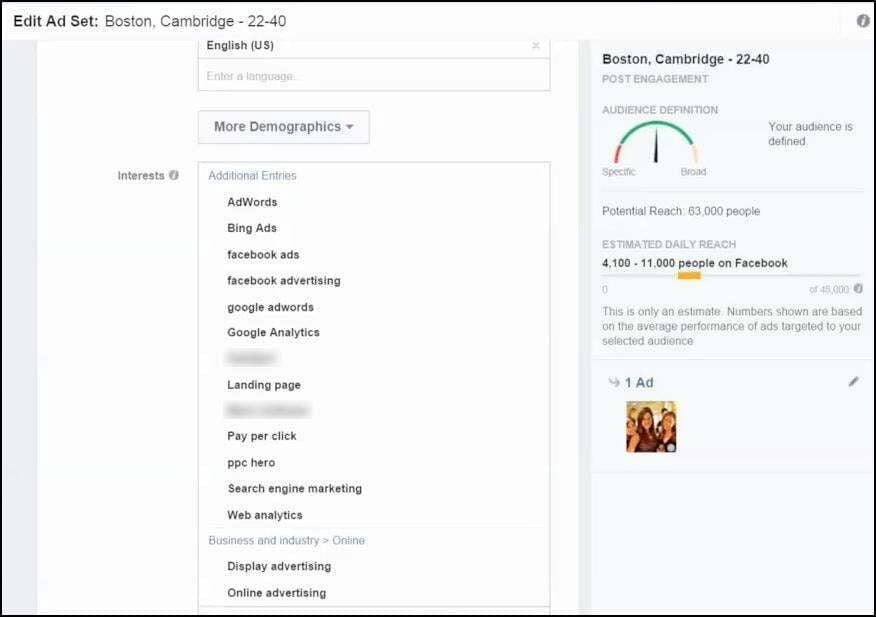 Edit Ad Set: Boston, Cambridge - 22-40
English (US)
Enter a language..
More Demographics
Interests
Additional Entries
AdWords
Bing Ads
facebook ads
facebook advertising
google adwords
Google Analytics
Landing page
Pay per click
ppc hero
Search engine marketing
Web analytics
Business and industry > Online
Display advertising
Online advertising
Boston, Cambridge - 22-40
POST ENGAGEMENT
AUDIENCE DEFINITION
Your audience is
defined.
Specific
Broad
Potential Reach: 63,000 people
ESTIMATED DAILY REACH
4,100 - 11,000 people on Facebook
0
of 45,000
This is only an estimate. Numbers shown are based
on the average performance of ads targeted to your
selected audience
1 Ad